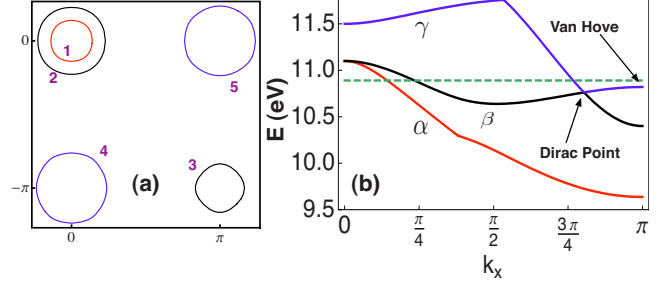 0
−π
0
π
1
2
3
4
5
(a)
E (eV)
11.5
11.0
10.5
10.0
9.5
0
π/4
π/2
3π/4
π
k_x
γ
α
β
Van Hove
Dirac Point
(b)